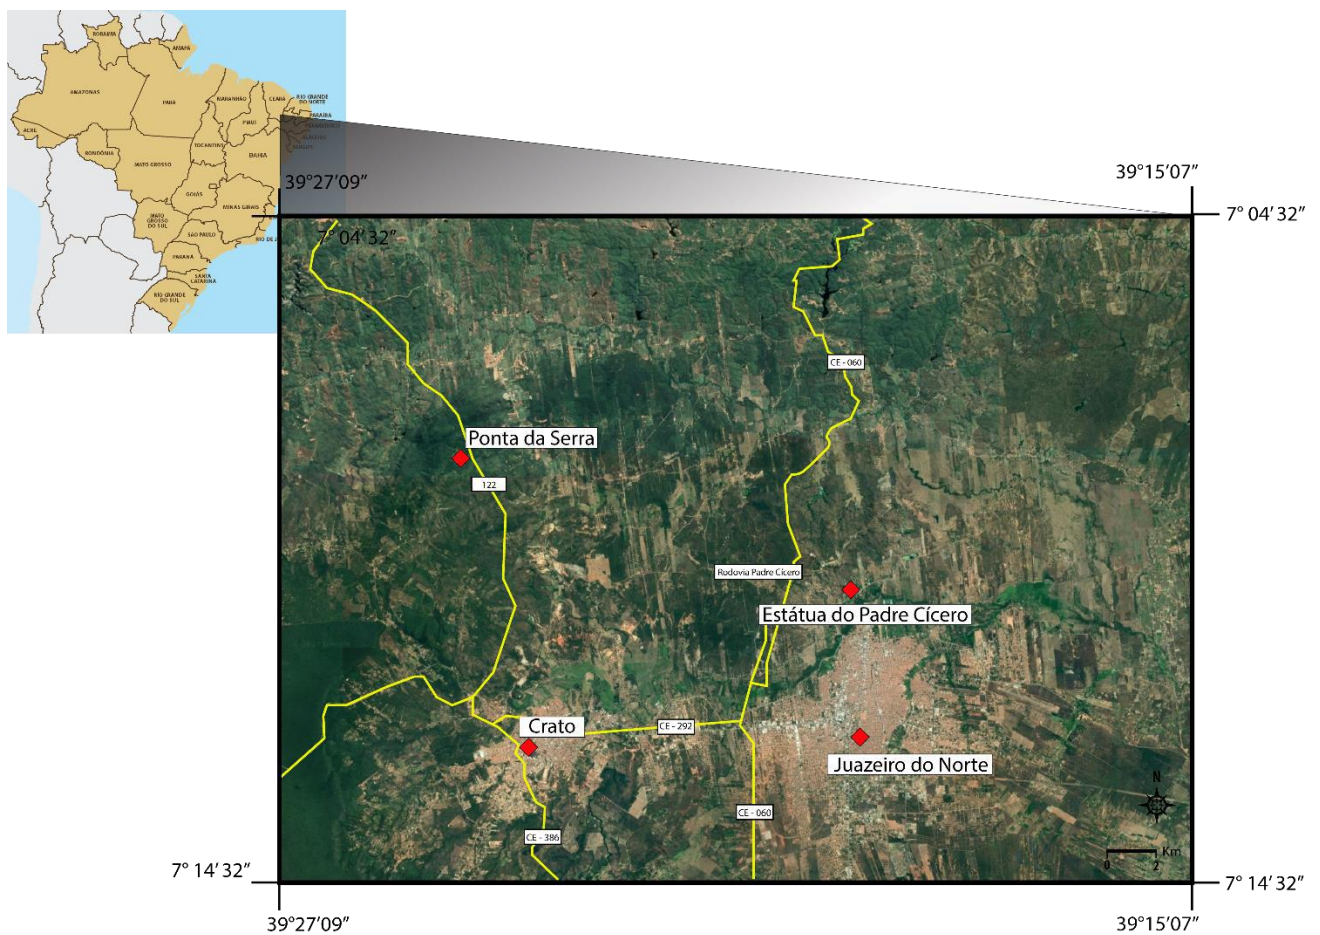 RORAIMA
AMAPÁ
AMAZONAS
PARÁ
MARANHÃO
CEARÁ
RIO GRANDE
DO NORTE
PARAÍBA
PIAUÍ
ACRE
TOCANTINS
RONDÔNIA
MATO GROSSO
BAHIA
GOIÁS
MINAS GERAIS
MATO
GROSSO
DO SUL
SÃO PAULO
RIO DE J
PARANÁ
SANTA
CATARINA
RIO GRANDE
DO SUL
39°27’09”
39°15’07”
7° 04’ 32”
7° 04’ 32”
CE - 060
Ponta da Serra
122
Rodovia Padre Cícero
Estátua do Padre Cícero
Crato
CE - 292
Juazeiro do Norte
N
CE - 060
CE - 386
Km
0
2
7° 14’ 32”
7° 14’ 32”
39°27’09”
39°15’07”